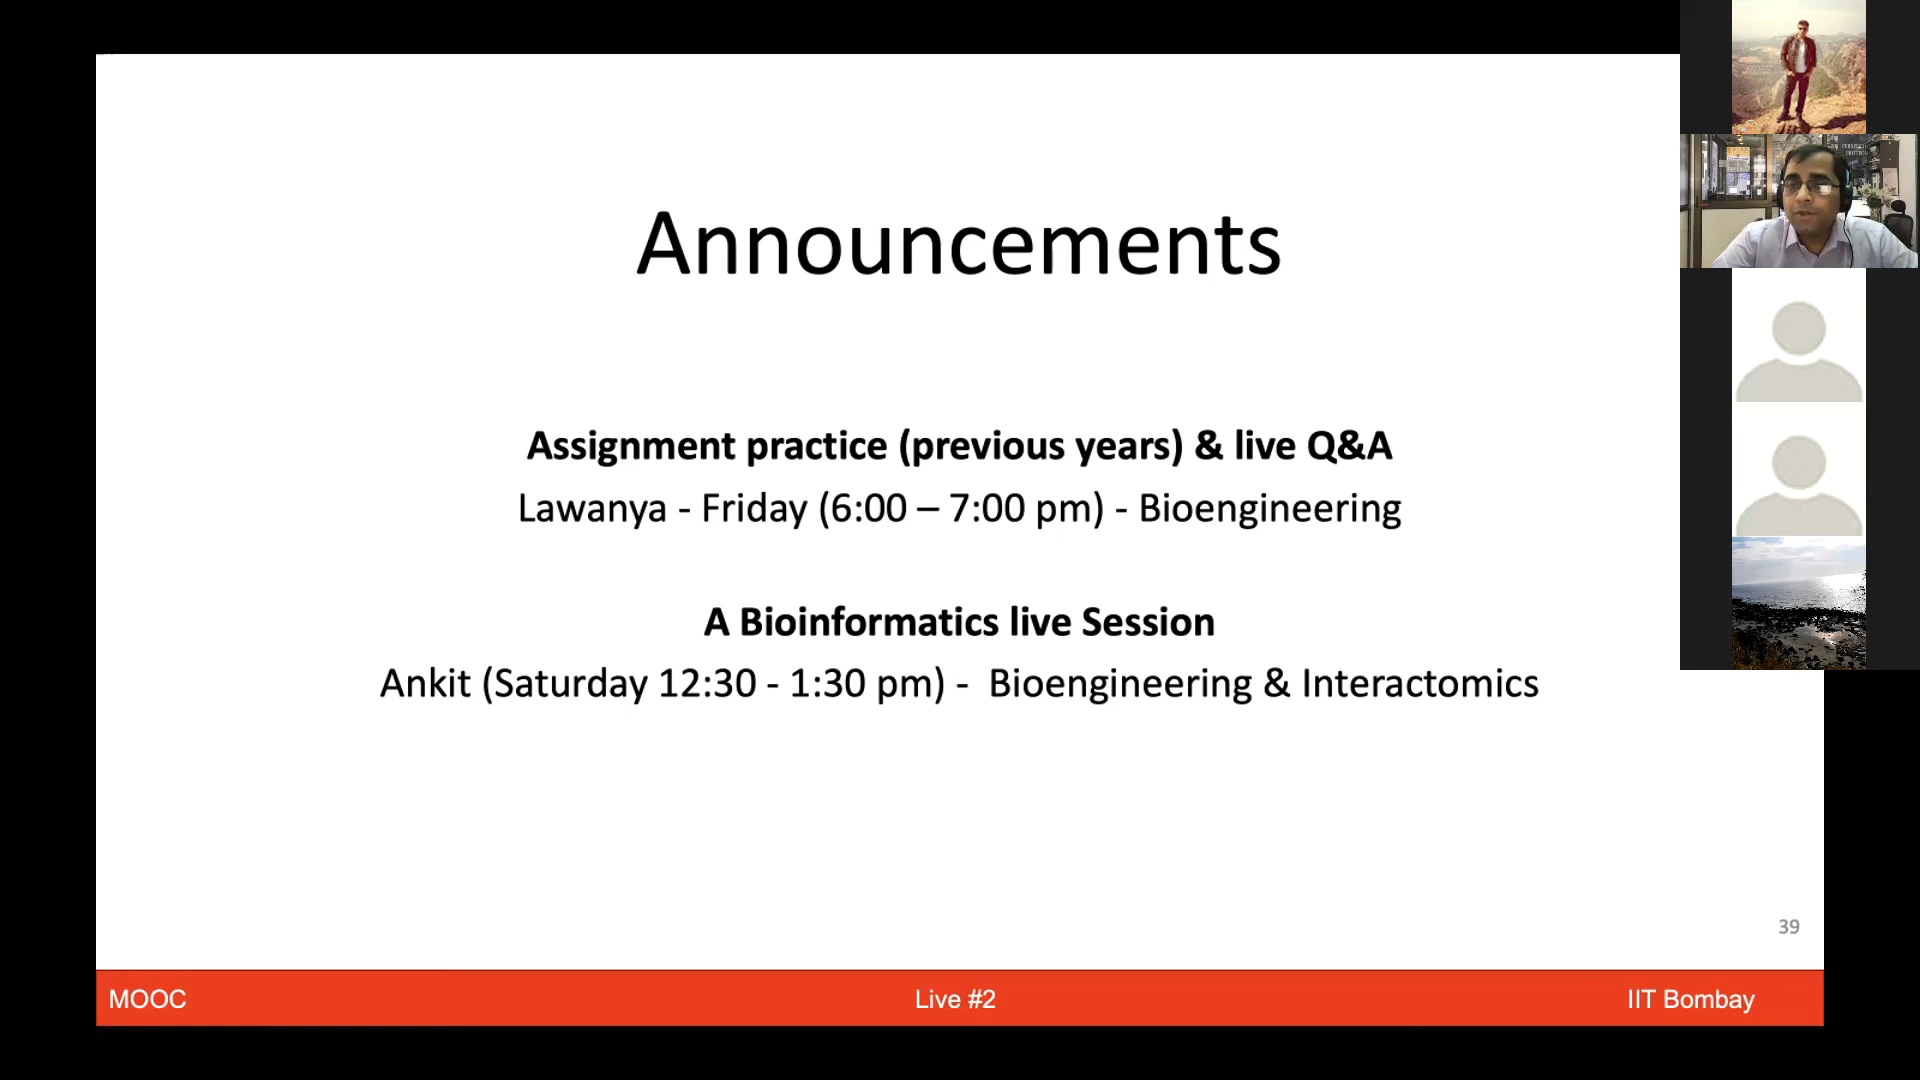 Announcements
Assignment practice (previous years) & live Q&A
Lawanya - Friday (6:00 – 7:00 pm) - Bioengineering
A Bioinformatics live Session
Ankit (Saturday 12:30 - 1:30 pm) - Bioengineering & Interactomics
39
MOOC
Live #2
IIT Bombay